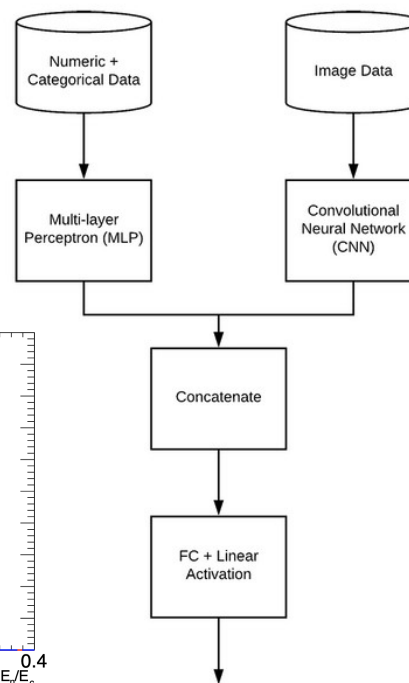 Numeric +
Categorical Data
Image Data
Multi-layer
Perceptron (MLP)
Convolutional
Neural Network
(CNN)
Concatenate
FC + Linear
Activation
0.4